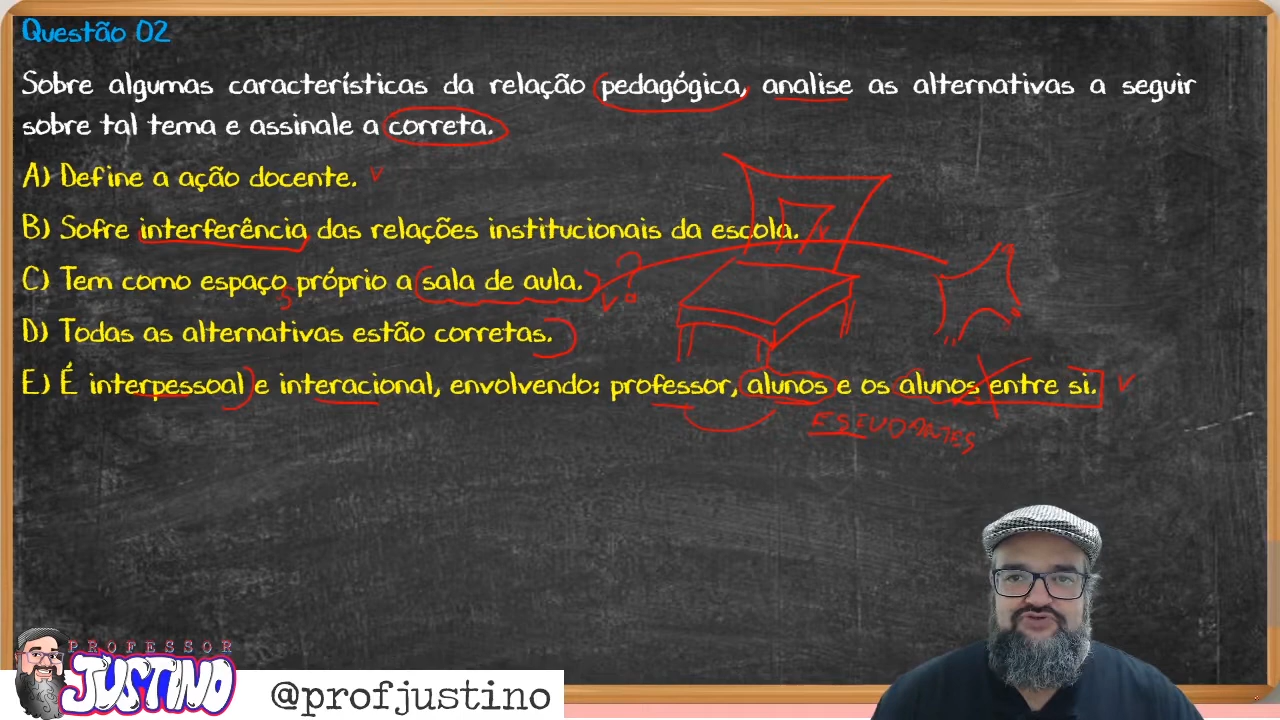 Questão 02
Sobre algumas características da relação pedagógica, analise as alternativas a seguir
sobre tal tema e assinale a correta.
A) Define a ação docente. V
B) Sofre interferência das relações institucionais da escola. V
C) Tem como espaço próprio a sala de aula. V ?
D) Todas as alternativas estão corretas.
E) É interpessoal e interacional, envolvendo: professor, alunos e os alunos entre si. V
ESTUDANTES
PROFESSOR
JUSTINO
@profjustino